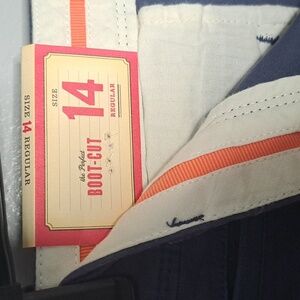 SIZE
14
REGULAR
the Perfect
BOOT-CUT
SIZE 14 REGULAR